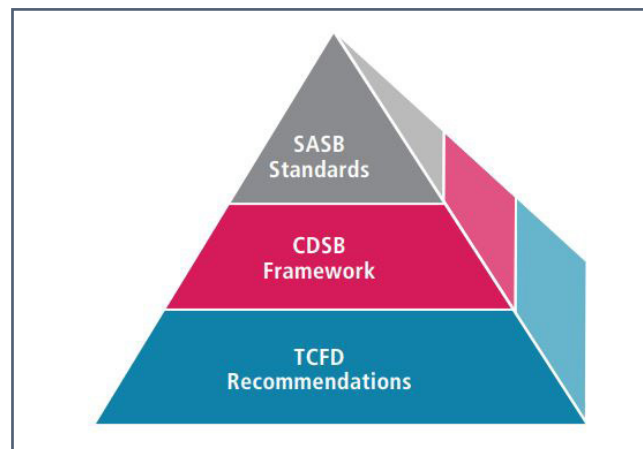 SASB
Standards
CDSB
Framework
TCFD
Recommendations